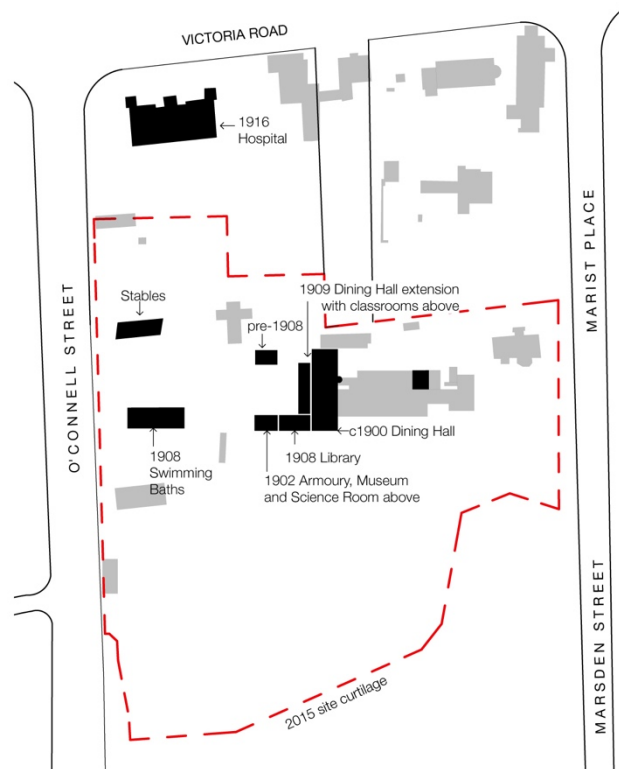 VICTORIA ROAD
1916
Hospital
O'CONNELL STREET
MARIST PLACE
1909 Dining Hall extension
with classrooms above
Stables
pre-1908
c1900 Dining Hall
1908
Swimming
Baths
1908 Library
1902 Armoury, Museum
and Science Room above
MARSDEN STREET
2015 site curtilage